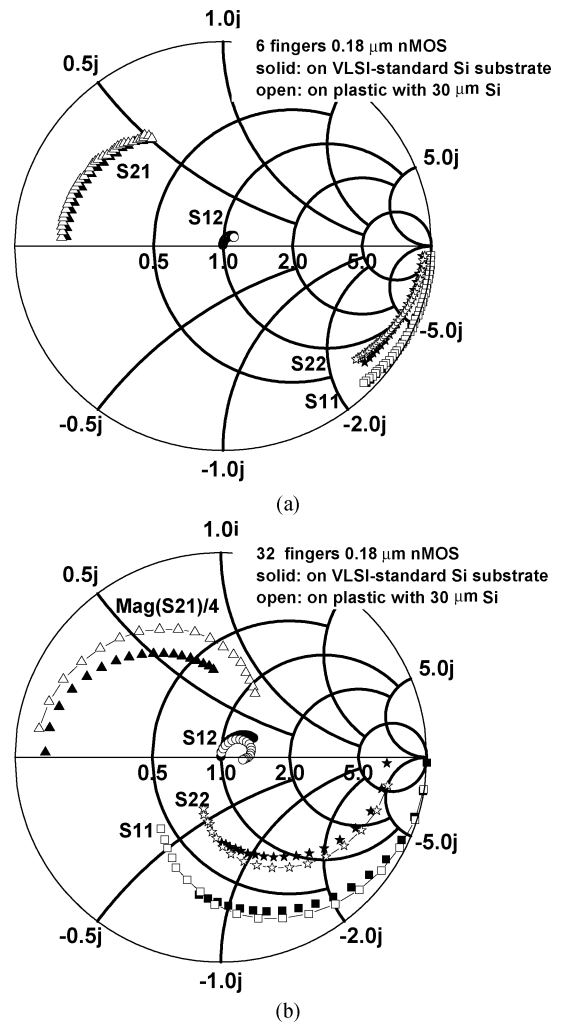 1.0j
6 fingers 0.18 μm nMOS
solid: on VLSI-standard Si substrate
open: on plastic with 30 μm Si
0.5j
5.0j
S21
S12
0.5 1.0 2.0 5.0
-5.0j
S22
S11
-0.5j
-2.0j
-1.0j
(a)
1.0i
32 fingers 0.18 μm nMOS
solid: on VLSI-standard Si substrate
open: on plastic with 30 μm Si
0.5j
Mag(S21)/4
5.0j
S12
0.5 1.0 2.0 5.0
S22
S11
-5.0j
-0.5j
-2.0j
-1.0j
(b)